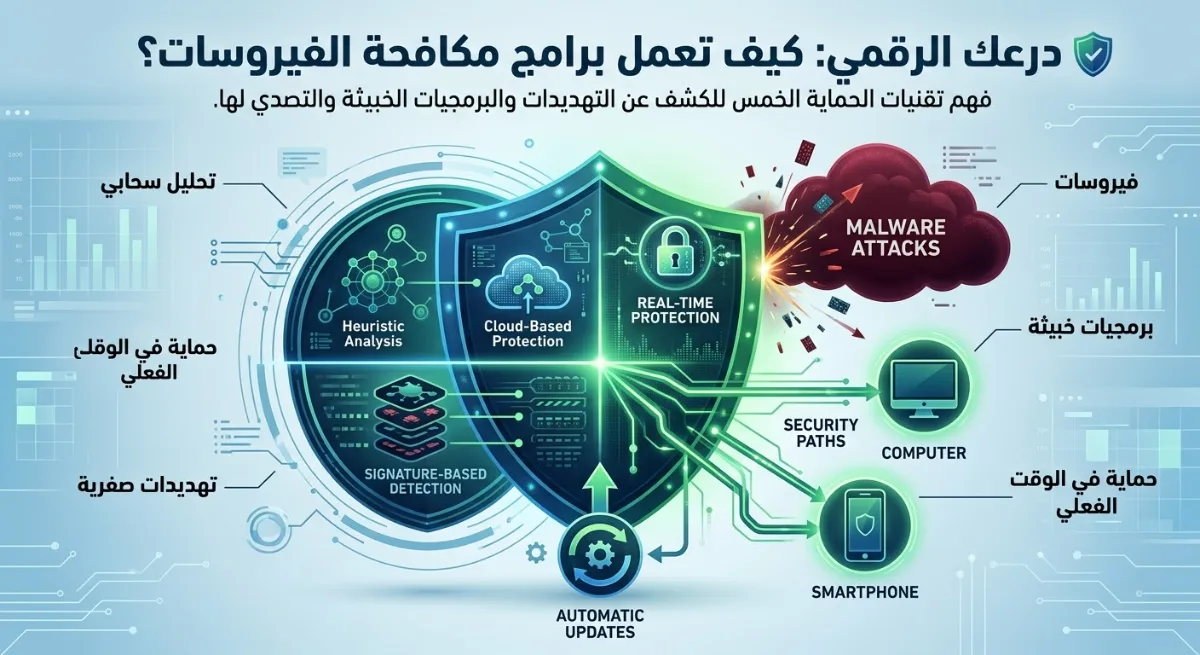 درعك الرقمي: كيف تعمل برامج مكافحة الفيروسات؟
فهم تقنيات الحماية الخمس للكشف عن التهديدات والبرمجيات الخبيثة والتصدي لها.
فيروسات
تحليل سحابي
MALWARE
ATTACKS
REAL-TIME
PROTECTION
Heuristic
Analysis
Cloud-Based
Protection
برمجيات خبيثة
حماية في
الفعلي
SECURITY
PATHS
COMPUTER
SIGNATURE-BASED
DETECTION
تهديدات صفرية
حماية في الوقت
الفعلي
SMARTPHONE
AUTOMATIC
UPDATES